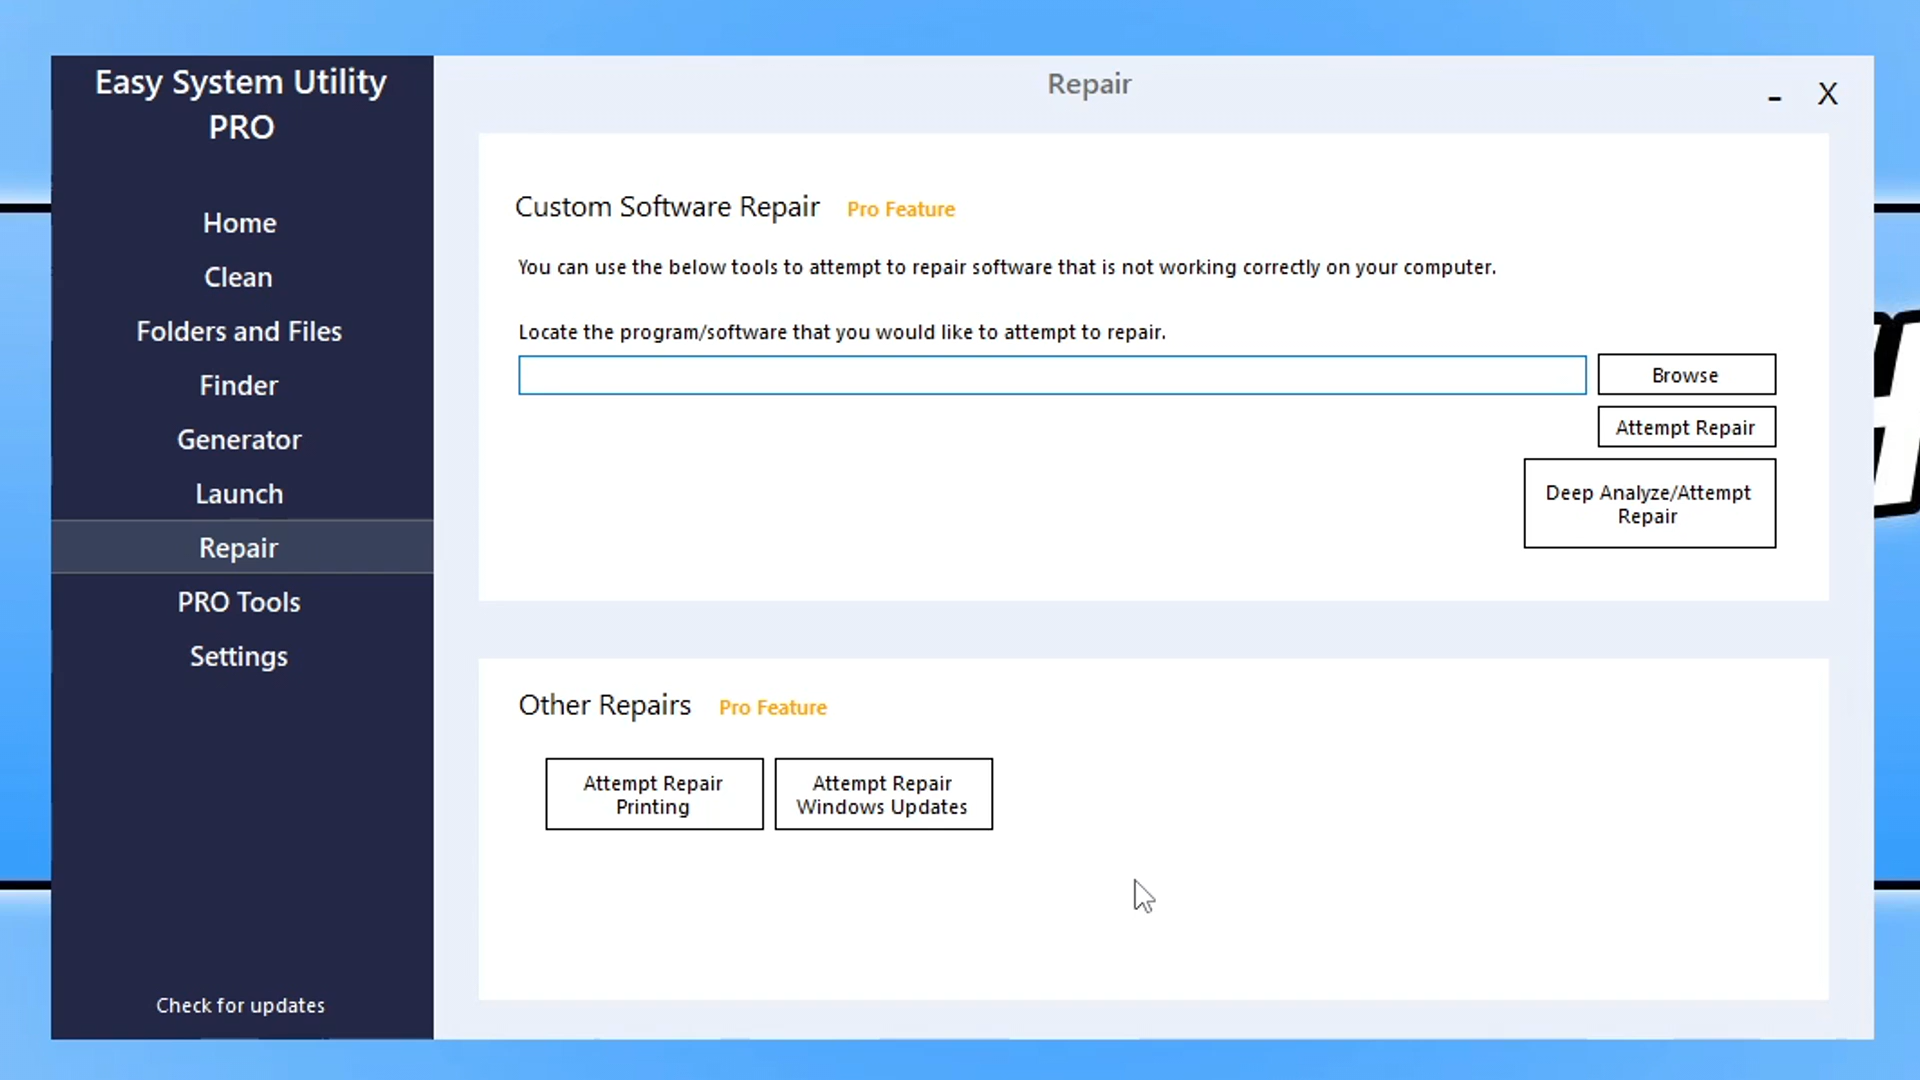 Easy System Utility
PRO
Home
Clean
Folders and Files
Finder
Generator
Launch
Repair
PRO Tools
Settings
Check for updates
Repair
- X
Custom Software Repair Pro Feature
You can use the below tools to attempt to repair software that is not working correctly on your computer.
Locate the program/software that you would like to attempt to repair.
Browse
Attempt Repair
Deep Analyze/Attempt
Repair
Other Repairs Pro Feature
Attempt Repair
Printing
Attempt Repair
Windows Updates